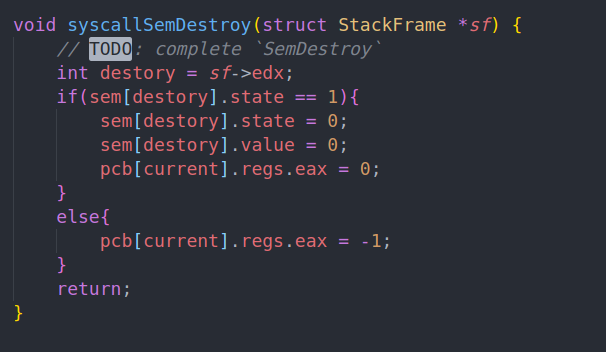 void syscallSemDestroy(struct StackFrame *sf) {
    // TODO: complete `SemDestroy`
    int destory = sf->edx;
    if(sem[destory].state == 1){
        sem[destory].state = 0;
        sem[destory].value = 0;
        pcb[current].regs.eax = 0;
    }
    else{
        pcb[current].regs.eax = -1;
    }
    return;
}